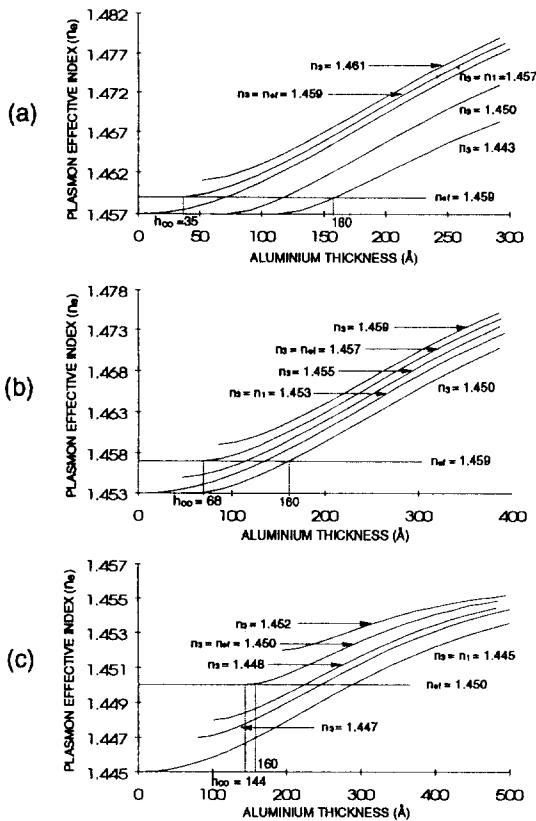 (a)
PLASMON EFFECTIVE INDEX (ne)
1.482
1.477
1.472
1.467
1.462
1.457
n3 = 1.461
n3 = nef = 1.459
n3 = n1 = 1.457
n3 = 1.450
n3 = 1.443
nef = 1.459
h∞ = 35
160
0 50 100 150 200 250 300
ALUMINIUM THICKNESS (Å)
(b)
PLASMON EFFECTIVE INDEX (ne)
1.478
1.473
1.468
1.463
1.458
1.453
n3 = 1.459
n3 = nef = 1.457
n3 = 1.455
n3 = n1 = 1.453
n3 = 1.450
nef = 1.459
h∞ = 68
160
0 100 200 300 400
ALUMINIUM THICKNESS (Å)
(c)
PLASMON EFFECTIVE INDEX (ne)
1.457
1.455
1.453
1.451
1.449
1.447
1.445
n3 = 1.452
n3 = nef = 1.450
n3 = 1.448
n3 = n1 = 1.445
nef = 1.450
n3 = 1.447
160
h∞ = 144
0 100 200 300 400 500
ALUMINIUM THICKNESS (Å)